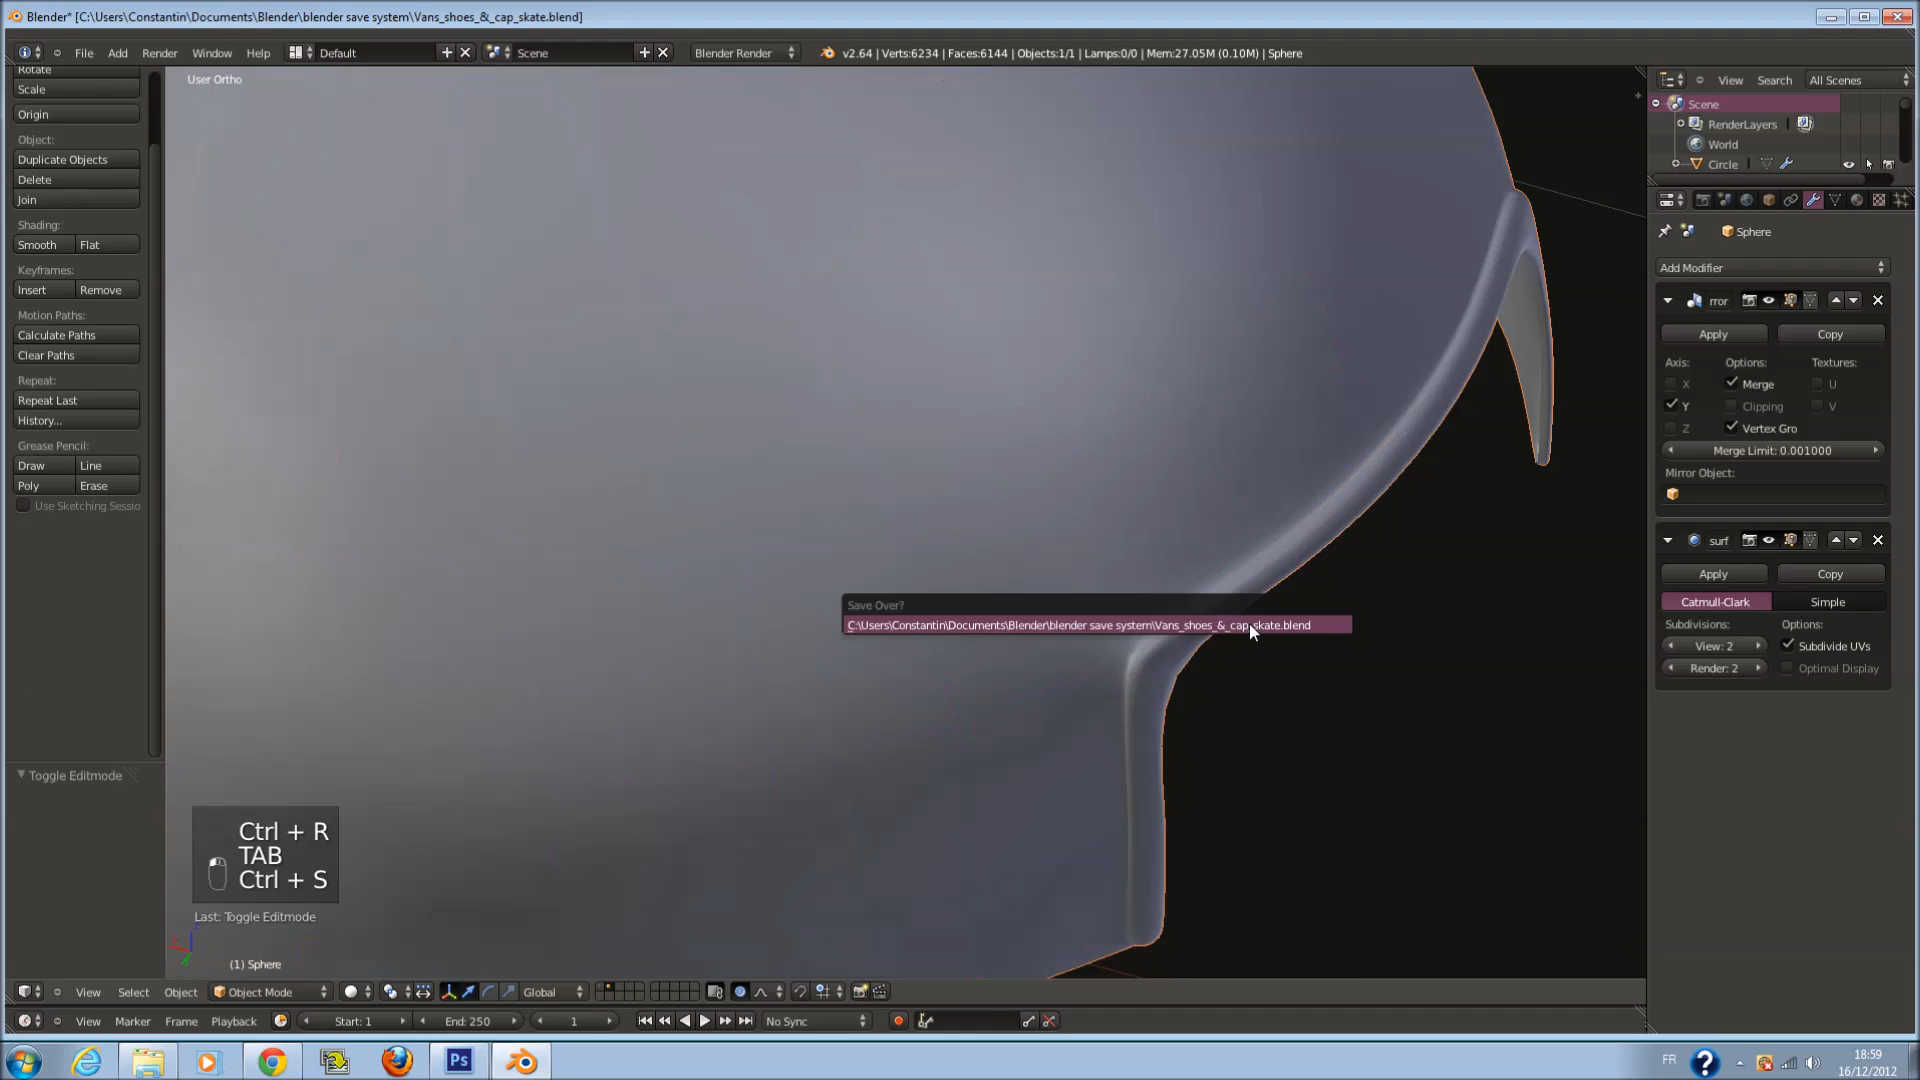 Blender* [C:\Users\Constantin\Documents\Blender\blender save system\Vans_shoes_&_cap_skate.blend]
File Add Render Window Help Default Scene Blender Render v2.64 | Verts:6234 | Faces:6144 | Objects:1/1 | Lamps:0/0 | Mem:27.05M (0.10M) | Sphere
Rotate
Scale
Origin
Object:
Duplicate Objects
Delete
Join
Shading:
Smooth Flat
Keyframes:
Insert Remove
Motion Paths:
Calculate Paths
Clear Paths
Repeat:
Repeat Last
History...
Grease Pencil:
Draw Line
Poly Erase
Use Sketching Sessio
Toggle Editmode
User Ortho
Save Over?
C:\Users\Constantin\Documents\Blender\blender save system\Vans_shoes_&_cap_skate.blend
Ctrl + R
TAB
Ctrl + S
Last: Toggle Editmode
(1) Sphere
View Search All Scenes
Scene
RenderLayers
World
Circle
Sphere
Add Modifier
rror
Apply Copy
Axis: Options: Textures:
X Merge U
Y Clipping V
Z Vertex Gro
Merge Limit: 0.001000
Mirror Object:
surf
Apply Copy
Catmull-Clark Simple
Subdivisions: Options:
View: 2 Subdivide UVs
Render: 2 Optimal Display
View Select Object Object Mode Global
View Marker Frame Playback Start: 1 End: 250 1 No Sync
Ps FR 18:59
16/12/2012